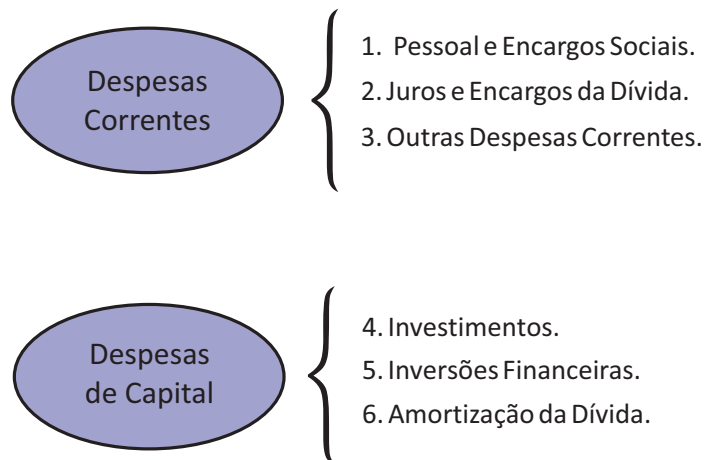 Despesas
Correntes
1. Pessoal e Encargos Sociais.
2. Juros e Encargos da Dívida.
3. Outras Despesas Correntes.
Despesas
de Capital
4. Investimentos.
5. Inversões Financeiras.
6. Amortização da Dívida.